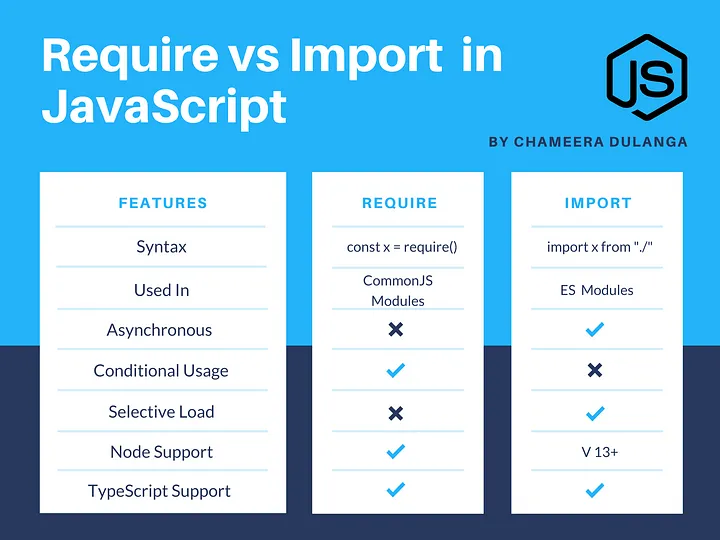 Require vs Import in
JavaScript
JS
BY CHAMEERA DULANGA
FEATURES REQUIRE IMPORT
Syntax const x = require() import x from "./"
Used In CommonJS
Modules ES Modules
Asynchronous
Conditional Usage
Selective Load
Node Support V 13+
TypeScript Support